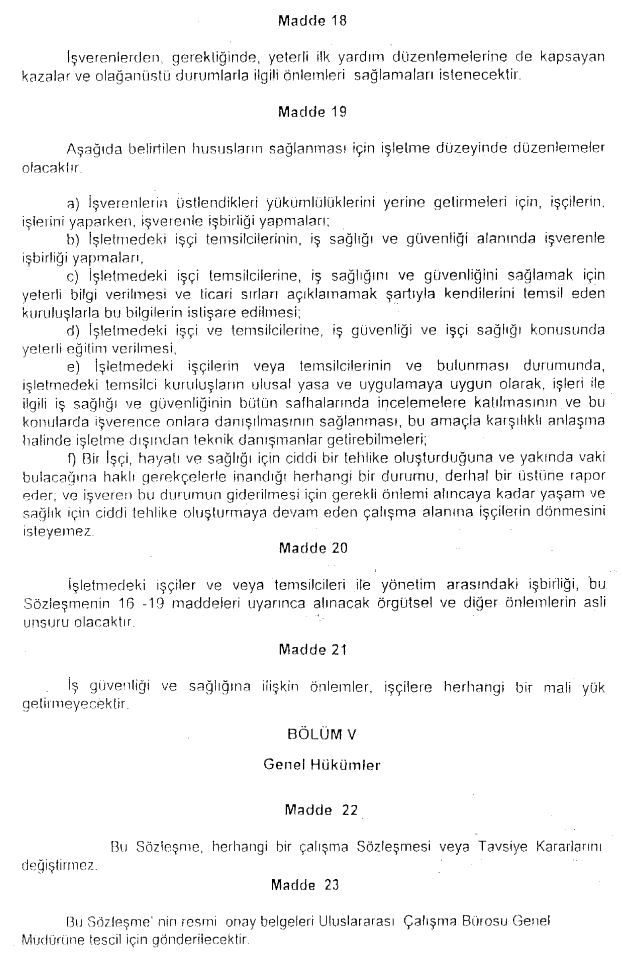 Madde 18
İşverenlerden, gerektiğinde, yeterli ilk yardım düzenlemelerine de kapsayan
kazalar ve olağanüstü durumlarla ilgili önlemleri sağlamaları istenecektir.
Madde 19
Aşağıda belirtilen hususların sağlanması için işletme düzeyinde düzenlemeler
olacaktır.
a) İşverenlerin üstlendikleri yükümlülüklerini yerine getirmeleri için, işçilerin,
işlerini yaparken, işverenle işbirliği yapmaları;
b) İşletmedeki işçi temsilcilerinin, iş sağlığı ve güvenliği alanında işverenle
işbirliği yapmaları,
c) İşletmedeki işçi temsilcilerine, iş sağlığını ve güvenliğini sağlamak için
yeterli bilgi verilmesi ve ticari sırları açıklamamak şartıyla kendilerini temsil eden
kuruluşlarla bu bilgilerin istişare edilmesi;
d) İşletmedeki işçi ve temsilcilerine, iş güvenliği ve işçi sağlığı konusunda
yeterli eğitim verilmesi,
e) İşletmedeki işçilerin veya temsilcilerinin ve bulunması durumunda,
işletmedeki temsilci kuruluşların ulusal yasa ve uygulamaya uygun olarak, işleri ile
ilgili iş sağlığı ve güvenliğinin bütün safhalarında incelemelere katılmasının ve bu
konularda işverence onlara danışılmasının sağlanması, bu amaçla karşılıklı anlaşma
halinde işletme dışından teknik danışmanlar getirebilmeleri;
f) Bir İşçi, hayatı ve sağlığı için ciddi bir tehlike oluşturduğuna ve yakında vaki
bulacağına haklı gerekçelerle inandığı herhangi bir durumu, derhal bir üstüne rapor
eder, ve işveren bu durumun giderilmesi için gerekli önlemi alıncaya kadar yaşam ve
sağlık için ciddi tehlike oluşturmaya devam eden çalışma alanına işçilerin dönmesini
isteyemez.
Madde 20
İşletmedeki işçiler ve veya temsilcileri ile yönetim arasındaki işbirliği, bu
Sözleşmenin 16 -19 maddeleri uyarınca alınacak örgütsel ve diğer önlemlerin asli
unsuru olacaktır.
Madde 21
İş güvenliği ve sağlığına ilişkin önlemler, işçilere herhangi bir mali yük
getirmeyecektir.
BÖLÜM V
Genel Hükümler
Madde 22
Bu Sözleşme, herhangi bir çalışma Sözleşmesi veya Tavsiye Kararlarını
değiştirmez.
Madde 23
Bu Sözleşme' nin resmi onay belgeleri Uluslararası Çalışma Bürosu Genel
Müdürüne tescil için gönderilecektir.